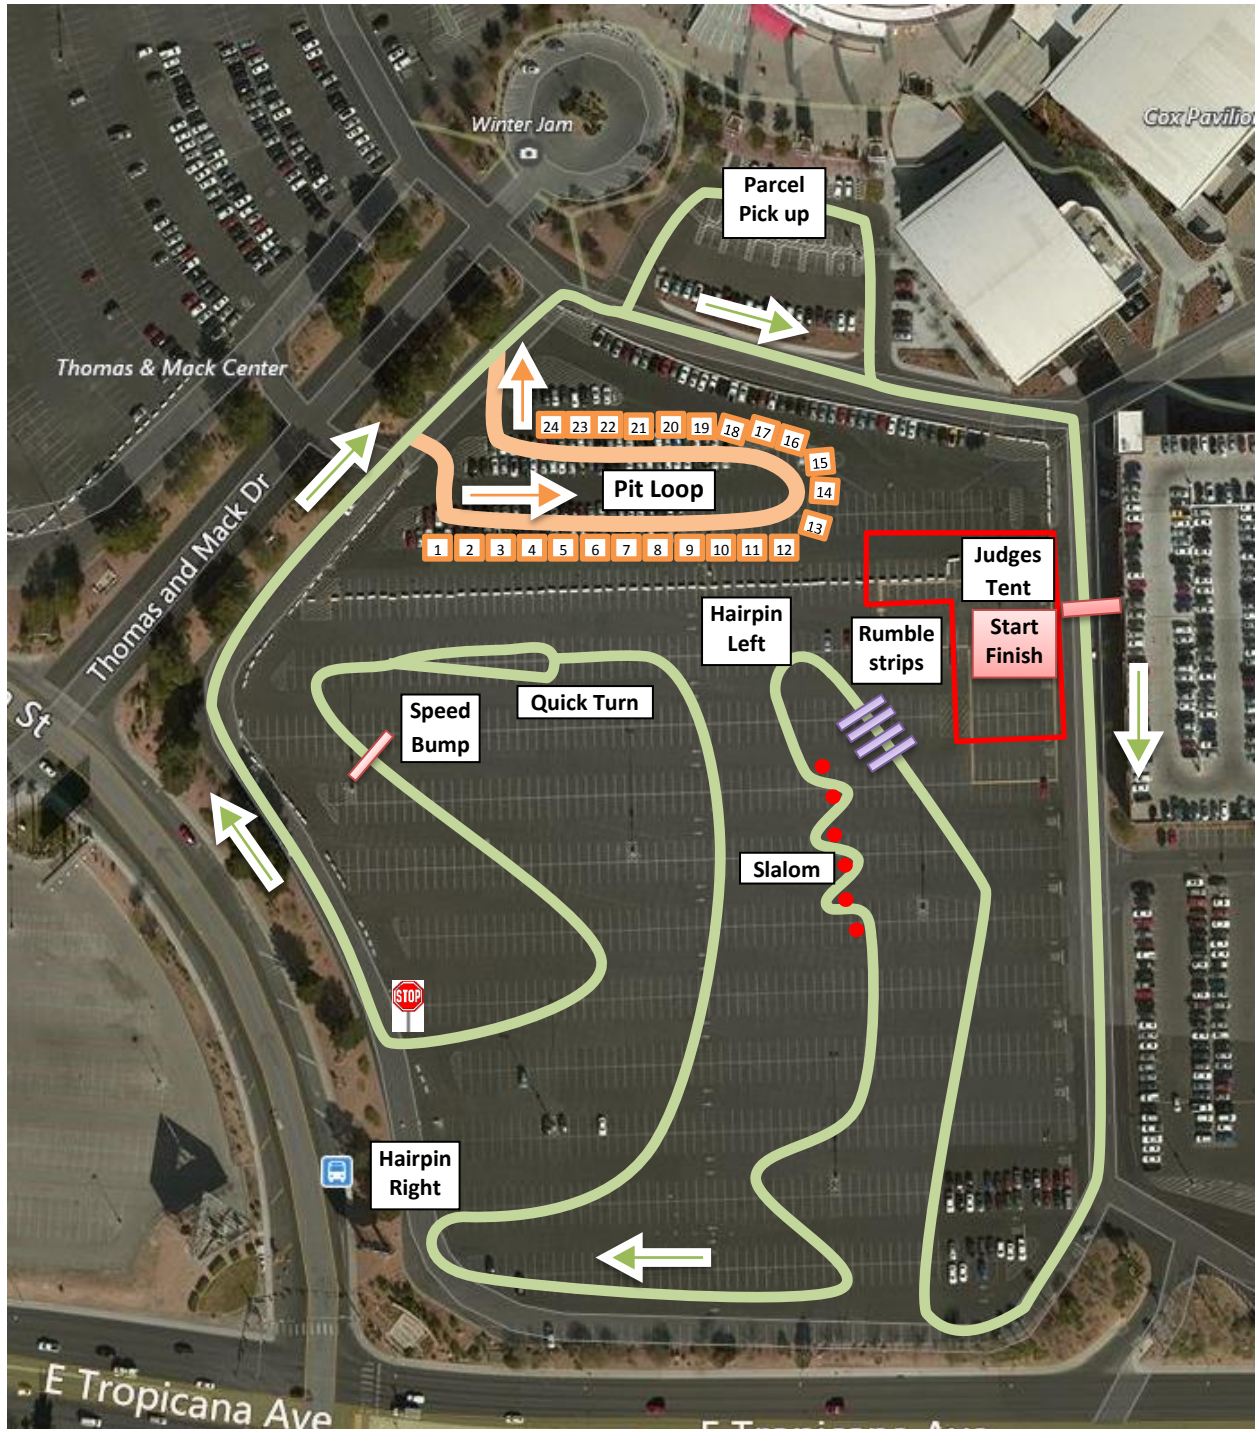 Winter Jam
Cox Pavilion
Parcel
Pick up
Thomas & Mack Center
24 23 22 21 20 19 18 17 16
15
Pit Loop
14
13
1 2 3 4 5 6 7 8 9 10 11 12
Thomas and Mack Dr
Judges
Tent
Hairpin
Left
Rumble
strips
Start
Finish
St
Quick Turn
Speed
Bump
Slalom
STOP
Hairpin
Right
E Tropicana Ave
E Tropicana Ave